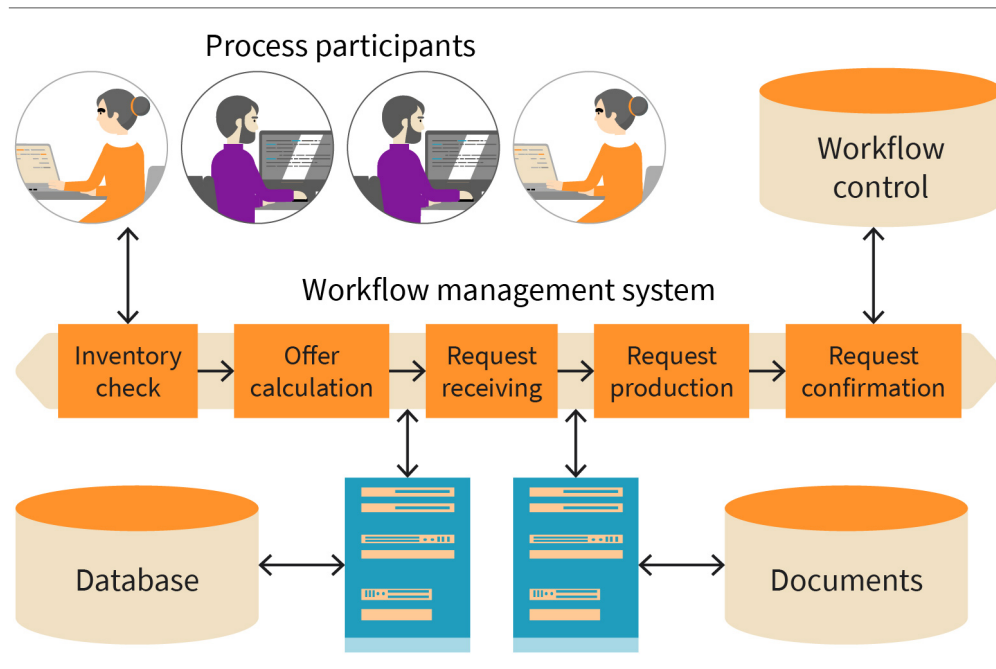 Process participants
Workflow
control
Workflow management system
Inventory
check
Offer
calculation
Request
receiving
Request
production
Request
confirmation
Database
Documents